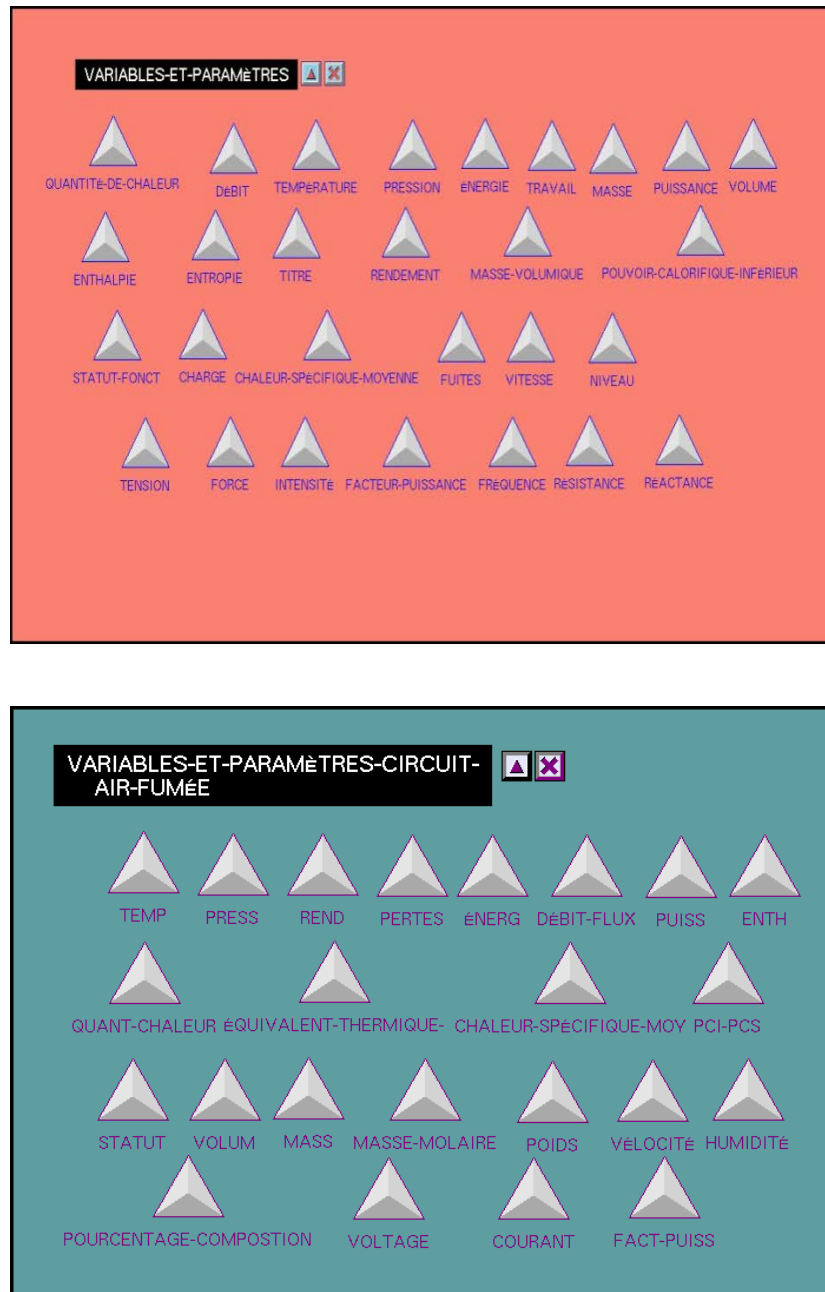 VARIABLES-ET-PARAMèTRES
QUANTITé-DE-CHALEUR DéBIT TEMPéRATURE PRESSION éNERGIE TRAVAIL MASSE PUISSANCE VOLUME
ENTHALPIE ENTROPIE TITRE RENDEMENT MASSE-VOLUMIQUE POUVOIR-CALORIFIQUE-INFéRIEUR
STATUT-FONCT CHARGE CHALEUR-SPéCIFIQUE-MOYENNE FUITES VITESSE NIVEAU
TENSION FORCE INTENSITé FACTEUR-PUISSANCE FRéQUENCE RéSISTANCE RéACTANCE
VARIABLES-ET-PARAMèTRES-CIRCUIT-
AIR-FUMéE
TEMP PRESS REND PERTES éNERG DéBIT-FLUX PUISS ENTH
QUANT-CHALEUR éQUIVALENT-THERMIQUE- CHALEUR-SPéCIFIQUE-MOY PCI-PCS
STATUT VOLUM MASS MASSE-MOLAIRE POIDS VéLOCITé HUMIDITé
POURCENTAGE-COMPOSTION VOLTAGE COURANT FACT-PUISS